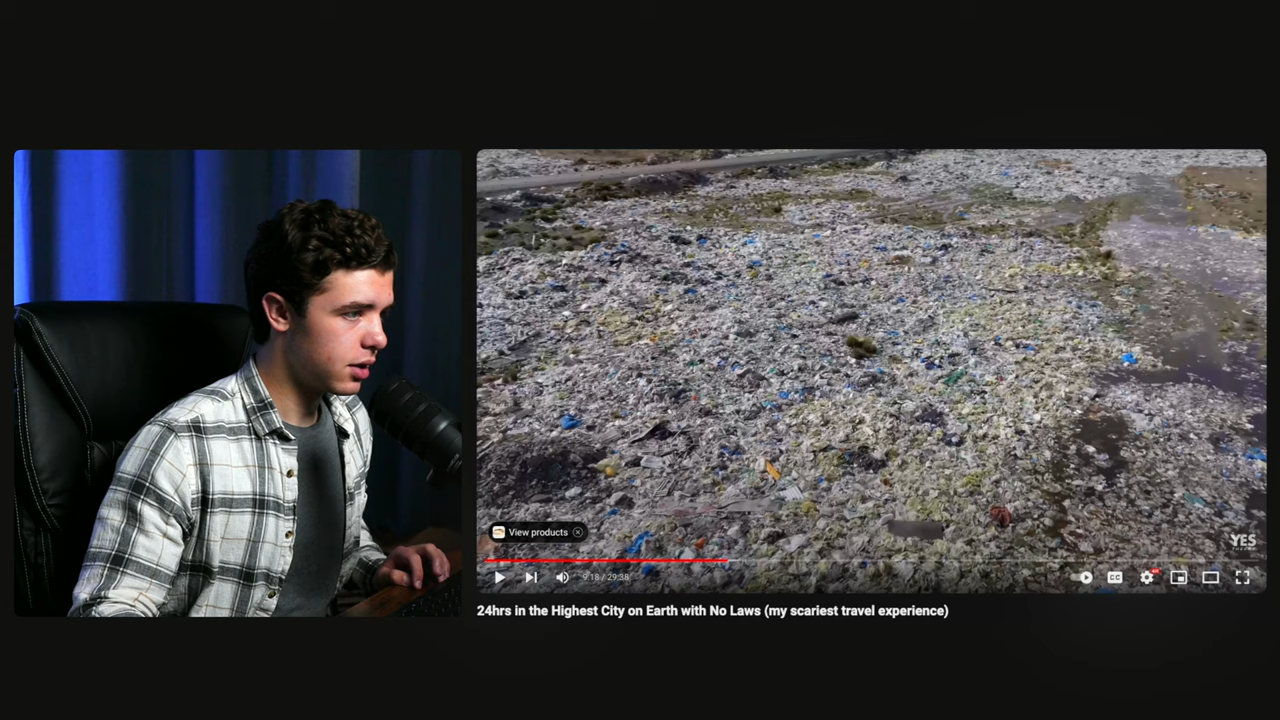 View products
YES
9:18 / 29:38
CC
24hrs in the Highest City on Earth with No Laws (my scariest travel experience)